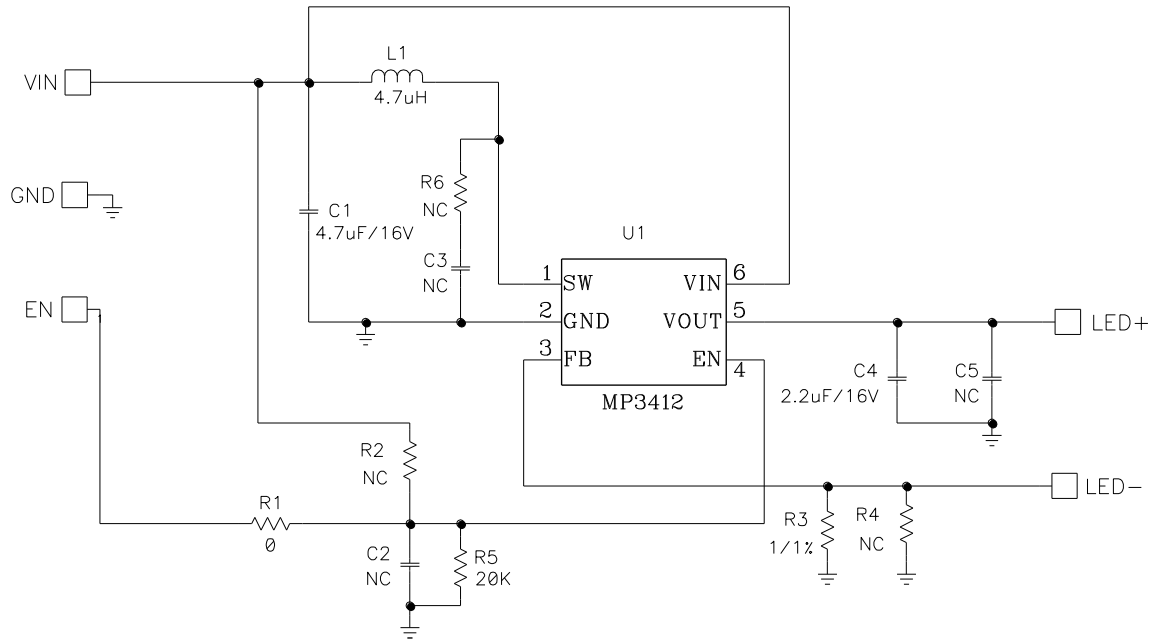 L1
VIN
4.7uH
R6
GND
NC
C1
4.7uF/16V
U1
C3
NC
1 SW VIN 6
EN
2 GND VOUT 5
LED+
3 FB EN 4
C4
C5
2.2uF/16V
NC
MP3412
R2
NC
LED-
R1
0
R3
R4
1/1%
NC
C2
R5
NC
20K